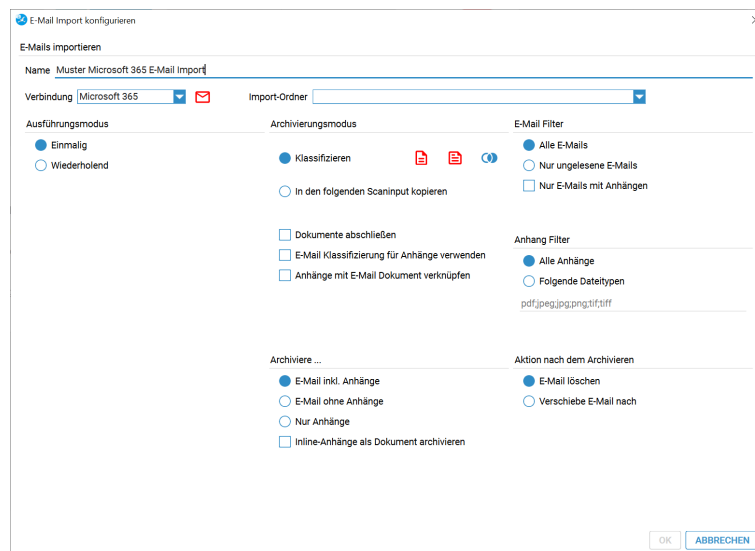 E-Mail Import konfigurieren
E-Mails importieren
Name Muster Microsoft 365 E-Mail Import
Verbindung Microsoft 365 Import-Ordner
Ausführungsmodus
Einmalig
Wiederholend
Archivierungsmodus
Klassifizieren
In den folgenden Scaninput kopieren
Dokumente abschließen
E-Mail Klassifizierung für Anhänge verwenden
Anhänge mit E-Mail Dokument verknüpfen
E-Mail Filter
Alle E-Mails
Nur ungelesene E-Mails
Nur E-Mails mit Anhängen
Anhang Filter
Alle Anhänge
Folgende Dateitypen
pdf;jpeg;jpg;png;tif;tiff
Archiviere ...
E-Mail inkl. Anhänge
E-Mail ohne Anhänge
Nur Anhänge
Inline-Anhänge als Dokument archivieren
Aktion nach dem Archivieren
E-Mail löschen
Verschiebe E-Mail nach
OK ABBRECHEN